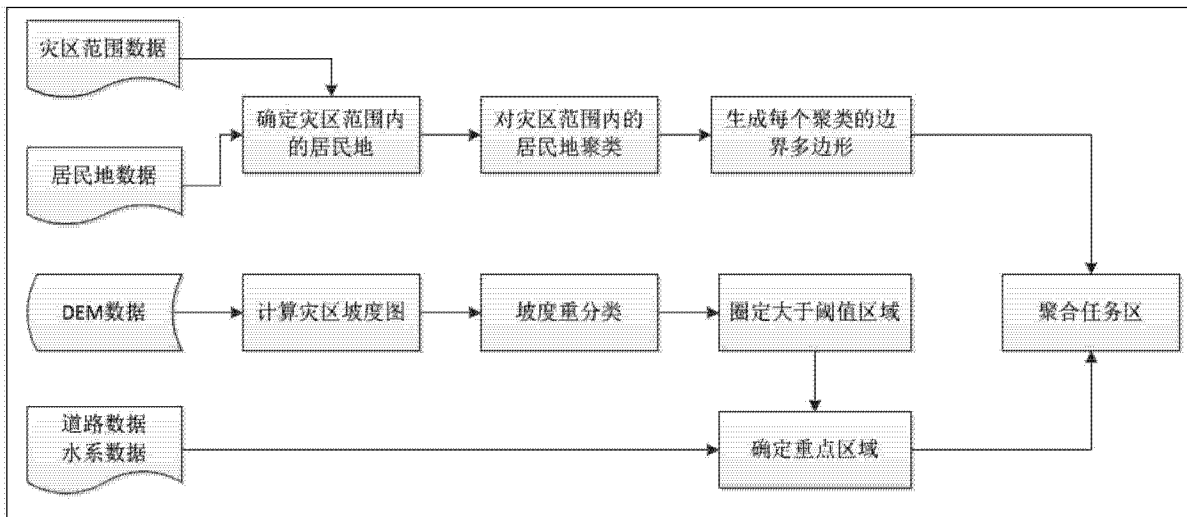 灾区范围数据
确定灾区范围内
的居民地
对灾区范围内的
居民地聚类
生成每个聚类的边
界多边形
居民地数据
DEM数据
计算灾区坡度图
坡度重分类
圈定大于阈值区域
聚合任务区
道路数据
水系数据
确定重点区域